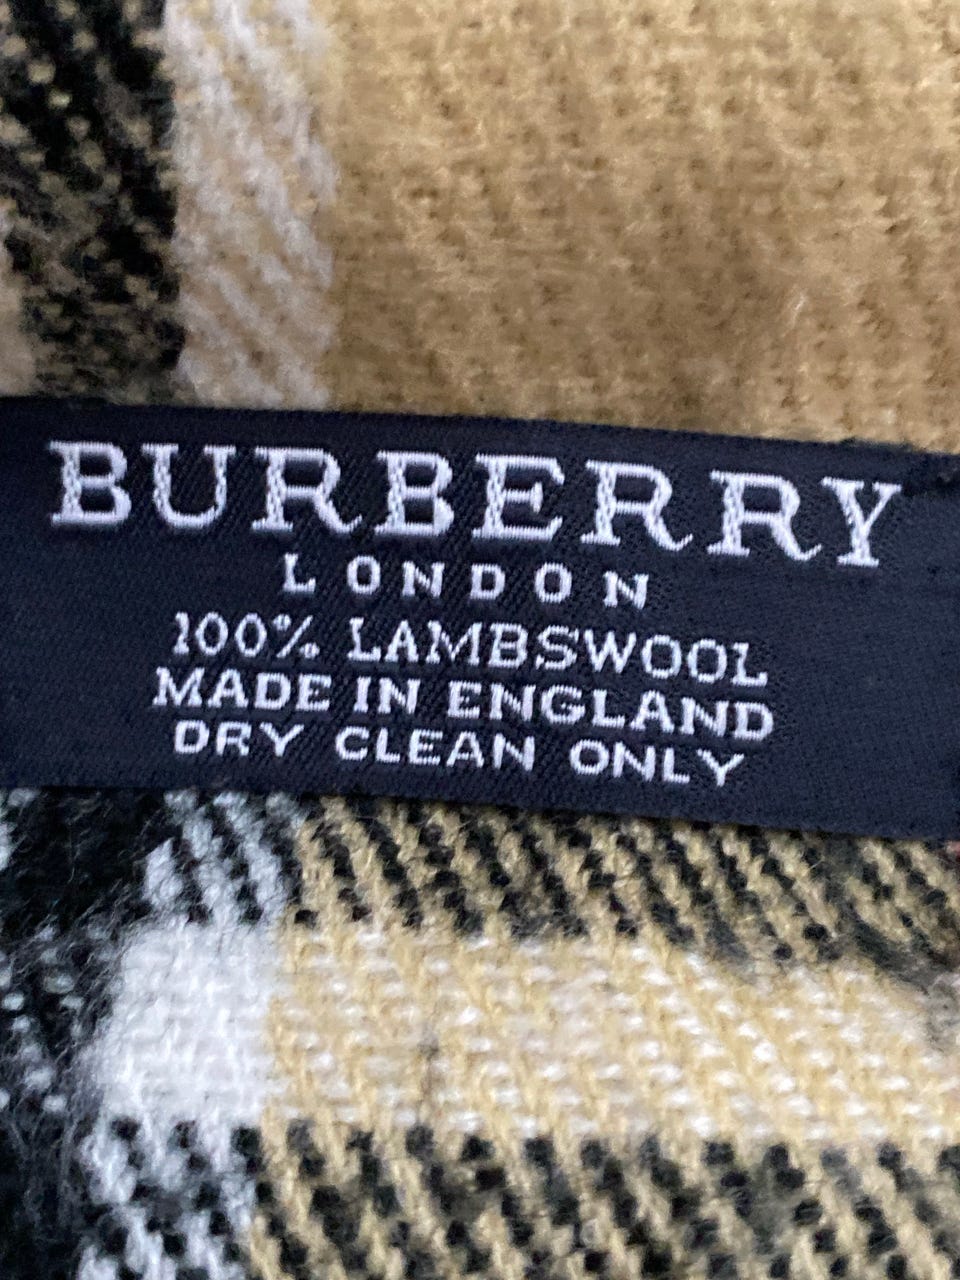 BURBERRY
LONDON
100% LAMBSWOOL
MADE IN ENGLAND
DRY CLEAN ONLY